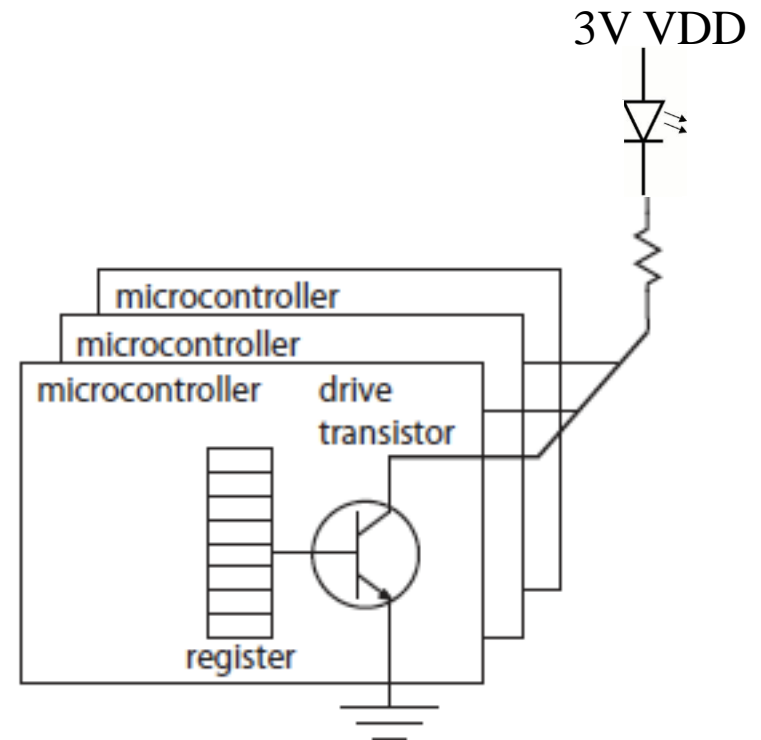 3V VDD
microcontroller
microcontroller
microcontroller
drive
transistor
register